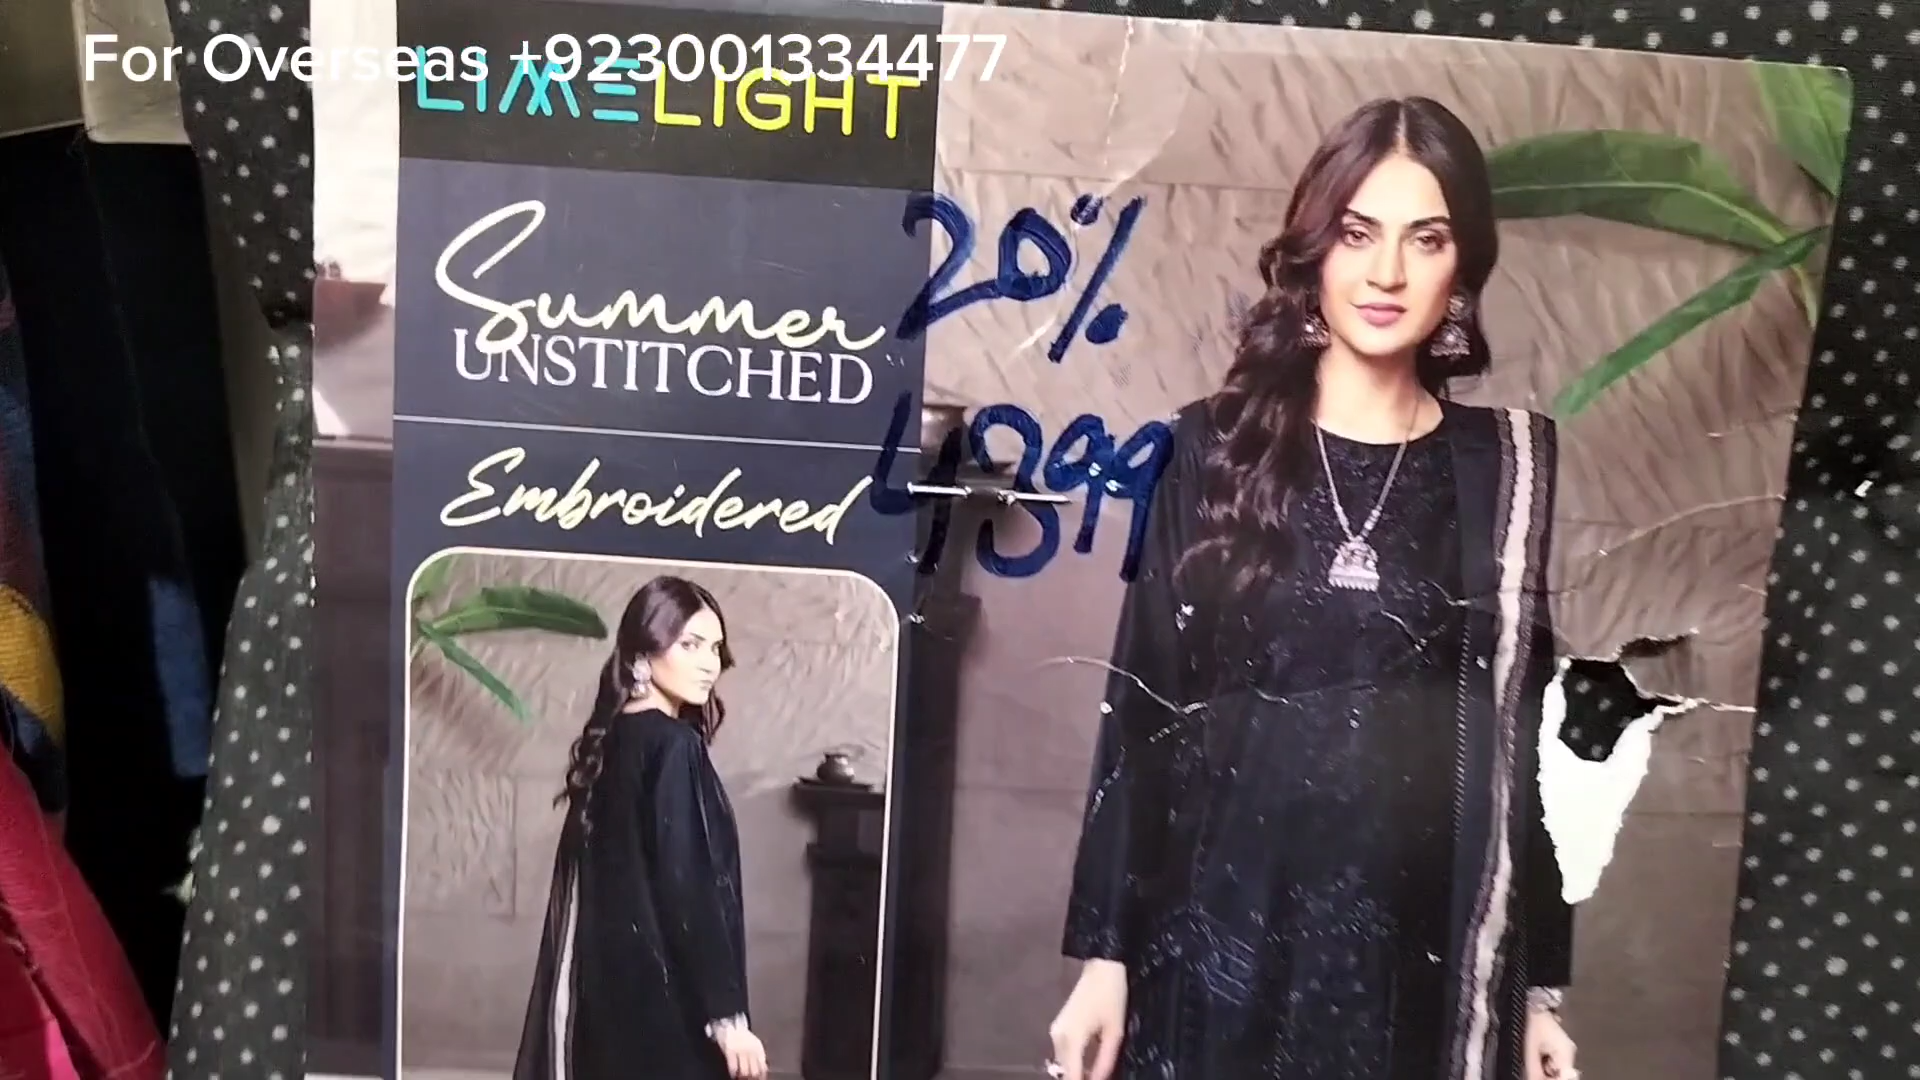 For Overseas +923001334477
LIMELIGHT
Summer
UNSTITCHED
20%
4399
Embroidered